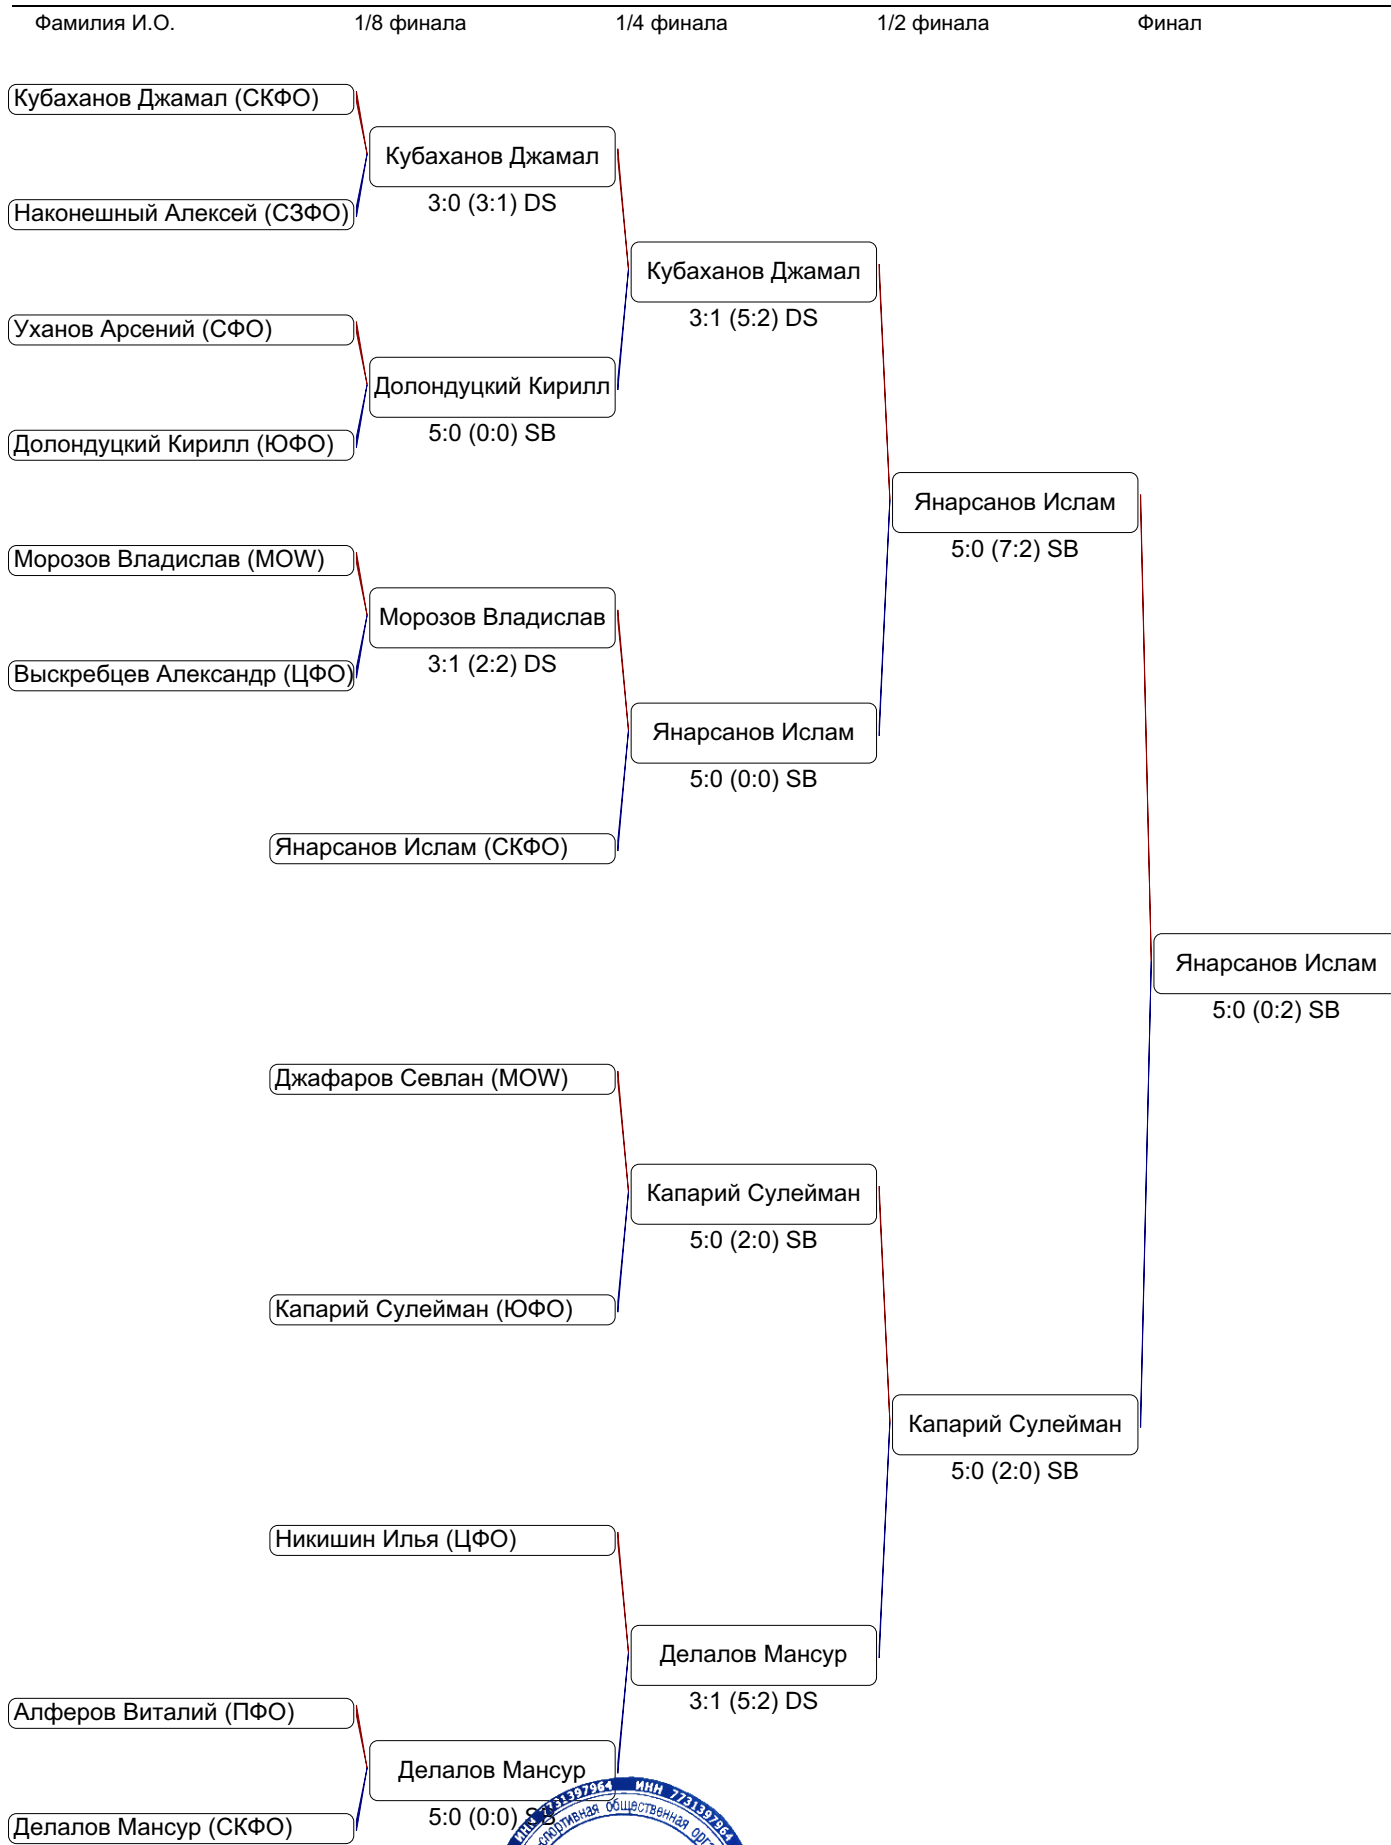 Фамилия И.О. 1/8 финала 1/4 финала 1/2 финала Финал
Кубаханов Джамал (СКФО)
Кубаханов Джамал
3:0 (3:1) DS
Наконешный Алексей (СЗФО)
Кубаханов Джамал
3:1 (5:2) DS
Уханов Арсений (СФО)
Долондуцкий Кирилл
5:0 (0:0) SB
Долондуцкий Кирилл (ЮФО)
Янарсанов Ислам
5:0 (7:2) SB
Морозов Владислав (MOW)
Морозов Владислав
3:1 (2:2) DS
Выскребцев Александр (ЦФО)
Янарсанов Ислам
5:0 (0:0) SB
Янарсанов Ислам (СКФО)
Янарсанов Ислам
5:0 (0:2) SB
Джафаров Севлан (MOW)
Капарий Сулейман
5:0 (2:0) SB
Капарий Сулейман (ЮФО)
Капарий Сулейман
5:0 (2:0) SB
Никишин Илья (ЦФО)
Делалов Мансур
3:1 (5:2) DS
Алферов Виталий (ПФО)
Делалов Мансур
5:0 (0:0) SB
Делалов Мансур (СКФО)
ИНН 7731397964
общественная